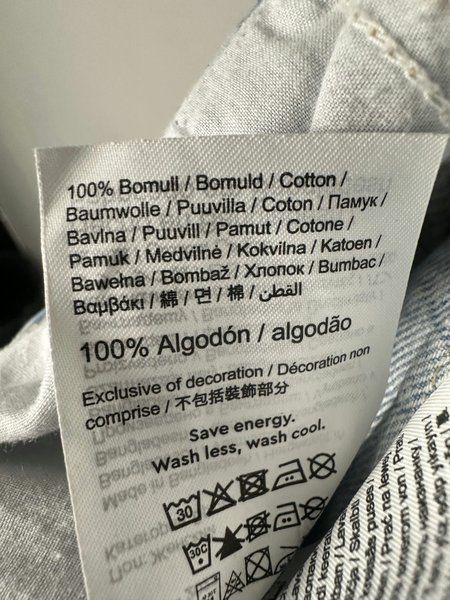 100% Bomull / Bomuld / Cotton /
Baumwolle / Puuvilla / Coton / Памук /
Bavlna / Puuvill / Pamut / Cotone /
Pamuk / Medvilnė / Kokvilna / Katoen /
Bawełna / Bombaž / Хлопок / Bumbac /
Βαμβάκι / 綿 / 면 / 棉 / القطن
100% Algodón / algodão
Exclusive of decoration / Décoration non
comprise / 不包括裝飾部分
Save energy.
Wash less, wash cool.
30
30C